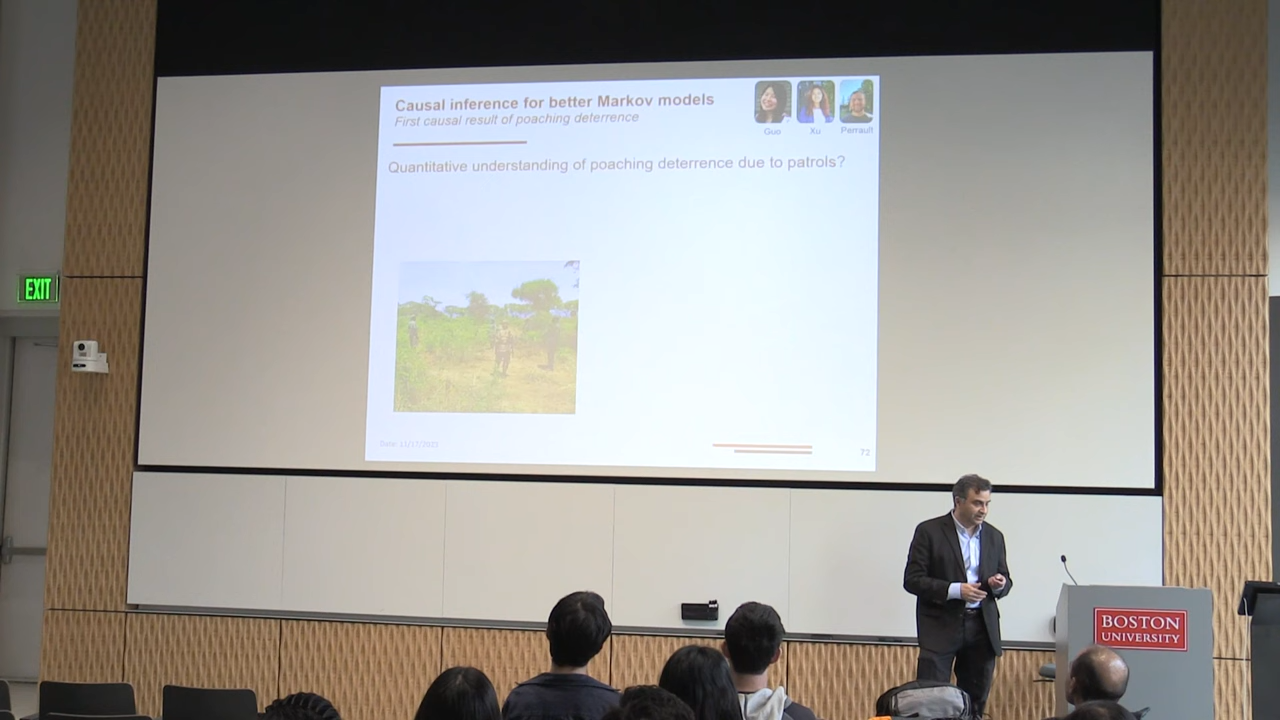 Causal inference for better Markov models
First causal result of poaching deterrence
Guo Xu Perrault
Quantitative understanding of poaching deterrence due to patrols?
EXIT
72
BOSTON
UNIVERSITY